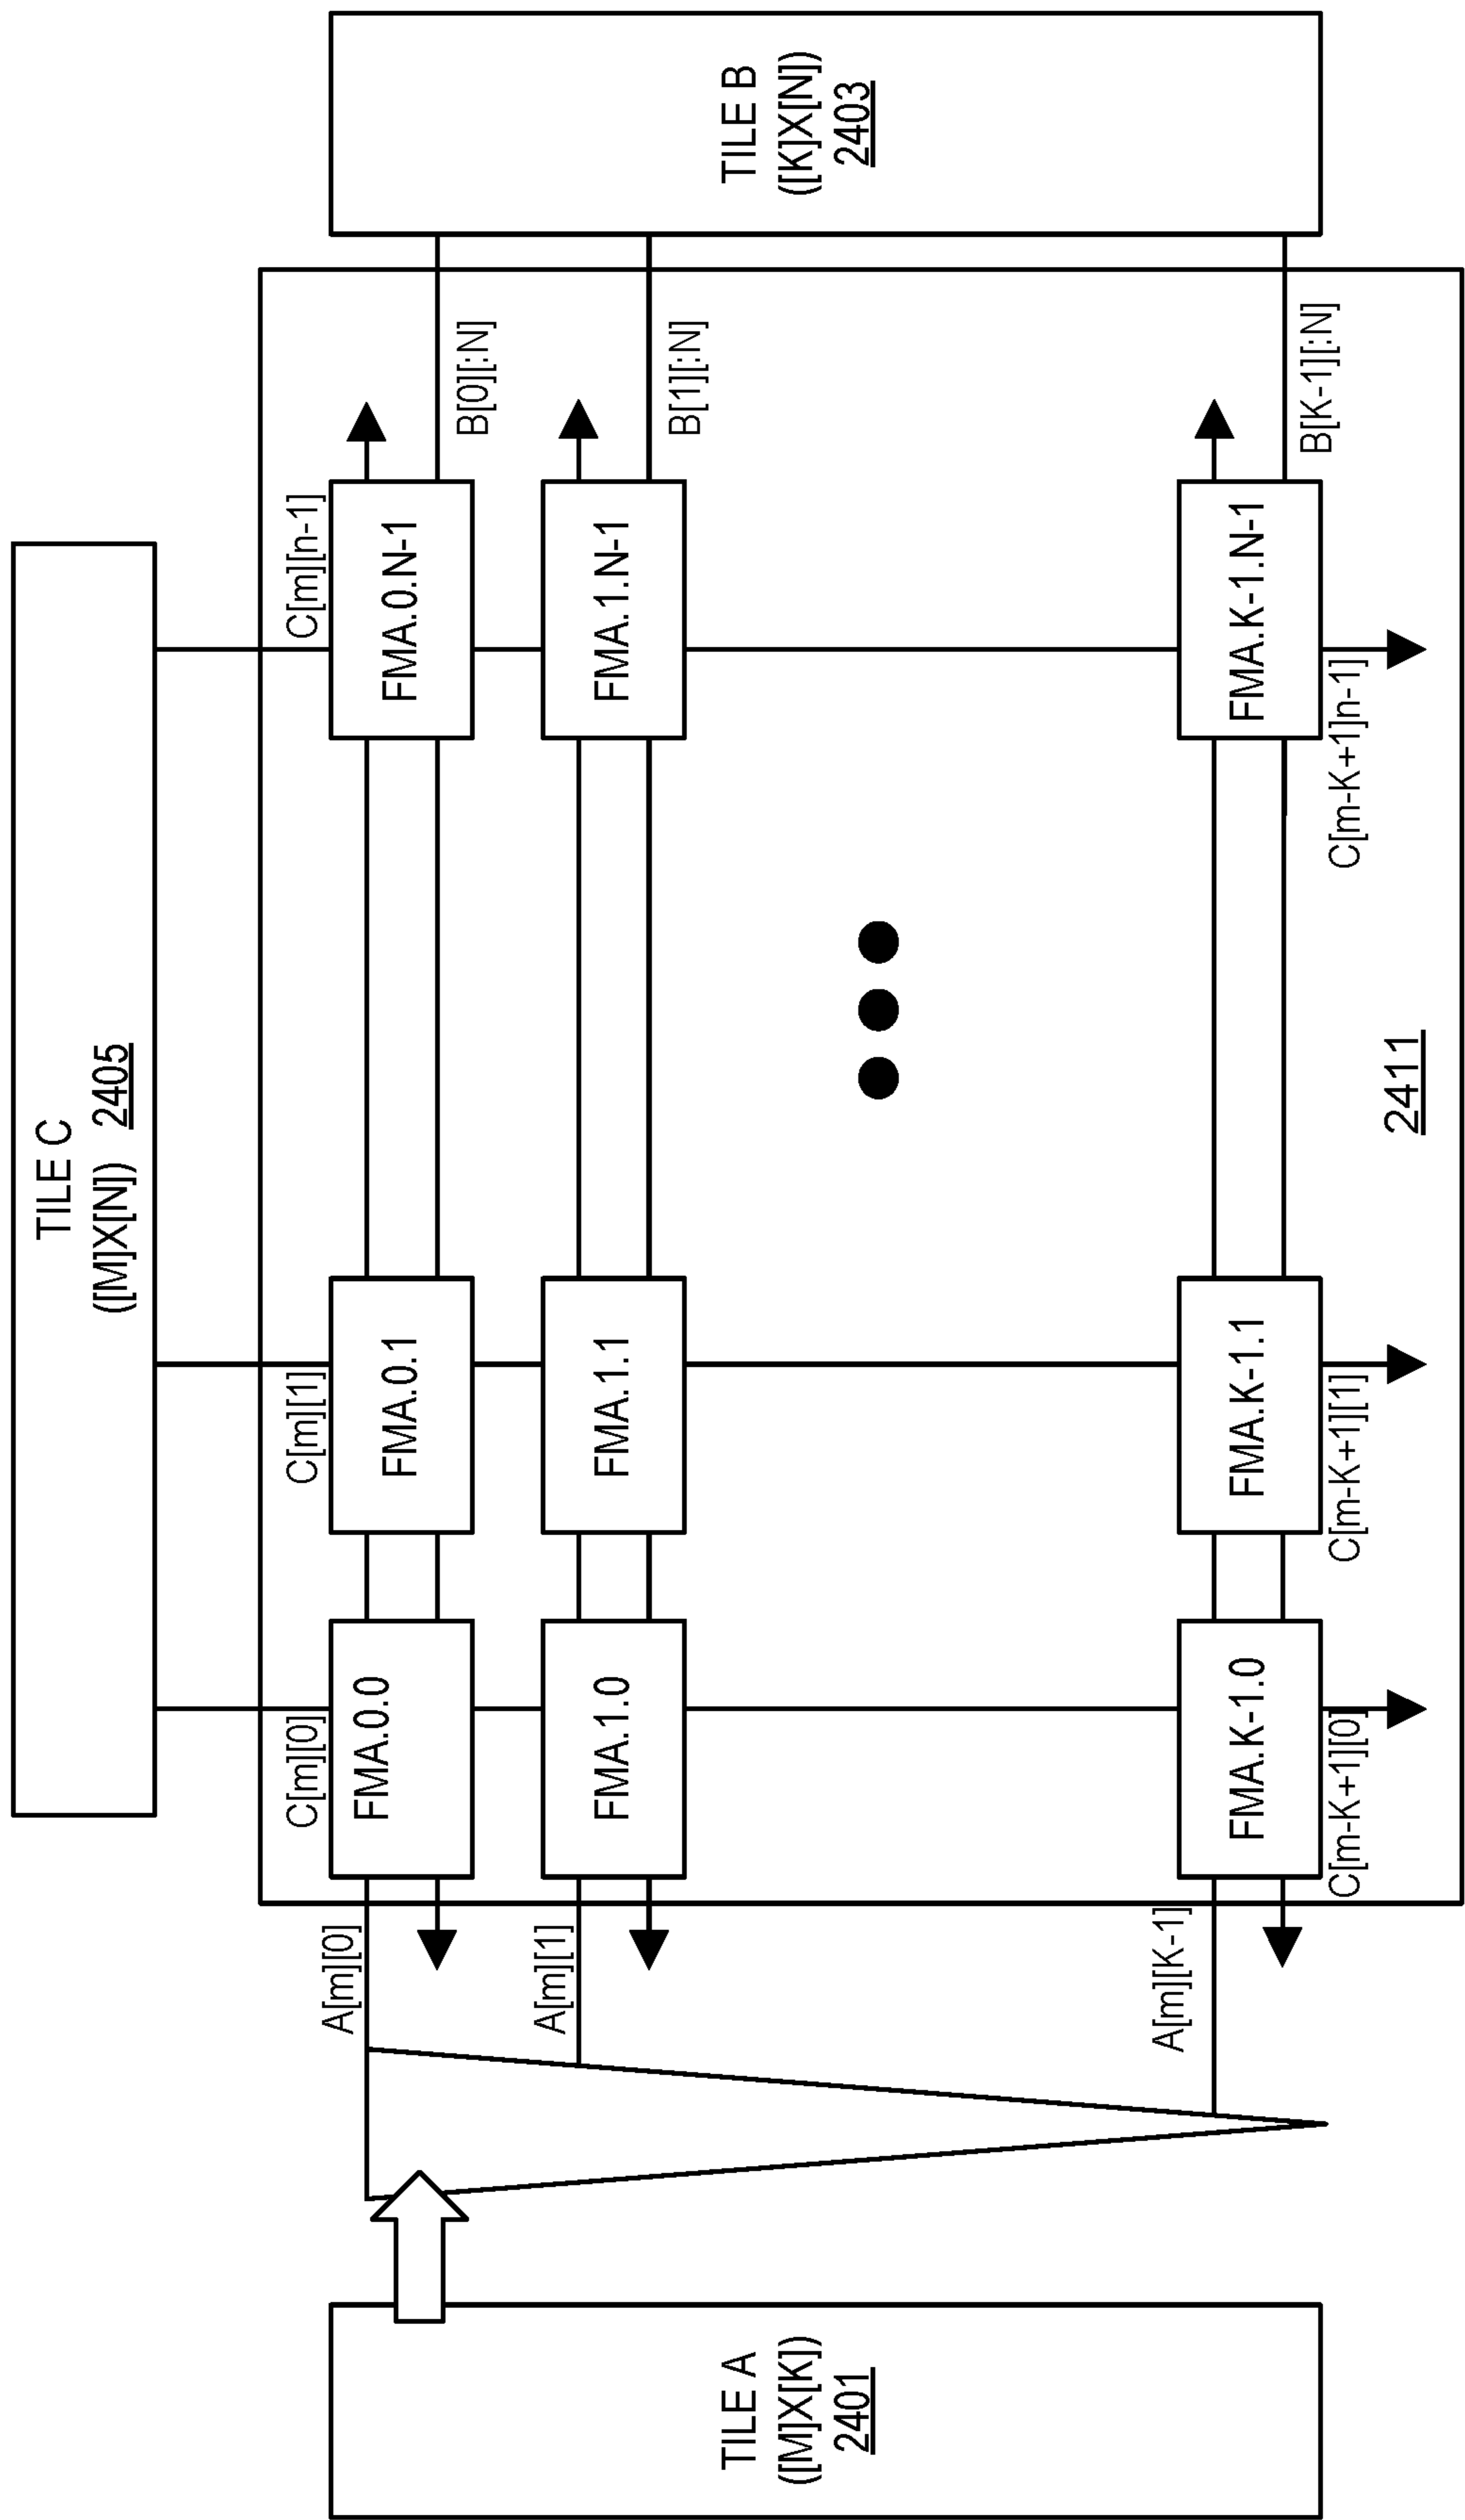 TILE C
([M]X[N]) 2405
C[m][0]
C[m][1]
C[m][n-1]
A[m][0]
FMA.0.0
FMA.0.1
FMA.0.N-1
B[0][:N]
A[m][1]
FMA.1.0
FMA.1.1
FMA.1.N-1
B[1][:N]
TILE A
([M]X[K])
2401
TILE B
([K]X[N])
2403
A[m][K-1]
FMA.K-1.0
FMA.K-1.1
FMA.K-1.N-1
B[K-1][:N]
C[m-K+1][0]
C[m-K+1][1]
C[m-K+1]n-1]
2411